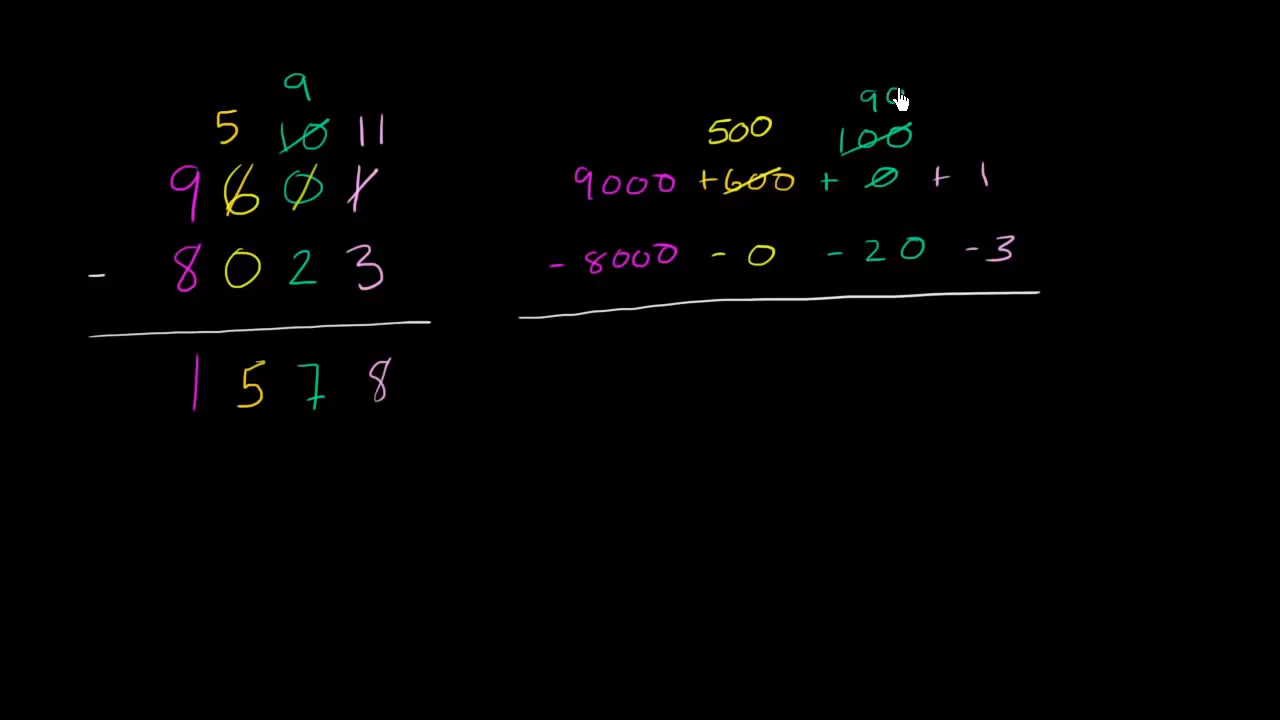 9
5 10 11
9 6 0 1
- 8 0 2 3
1 5 7 8
90
500 100
9000 + 600 + 0 + 1
- 8000 - 0 - 20 - 3